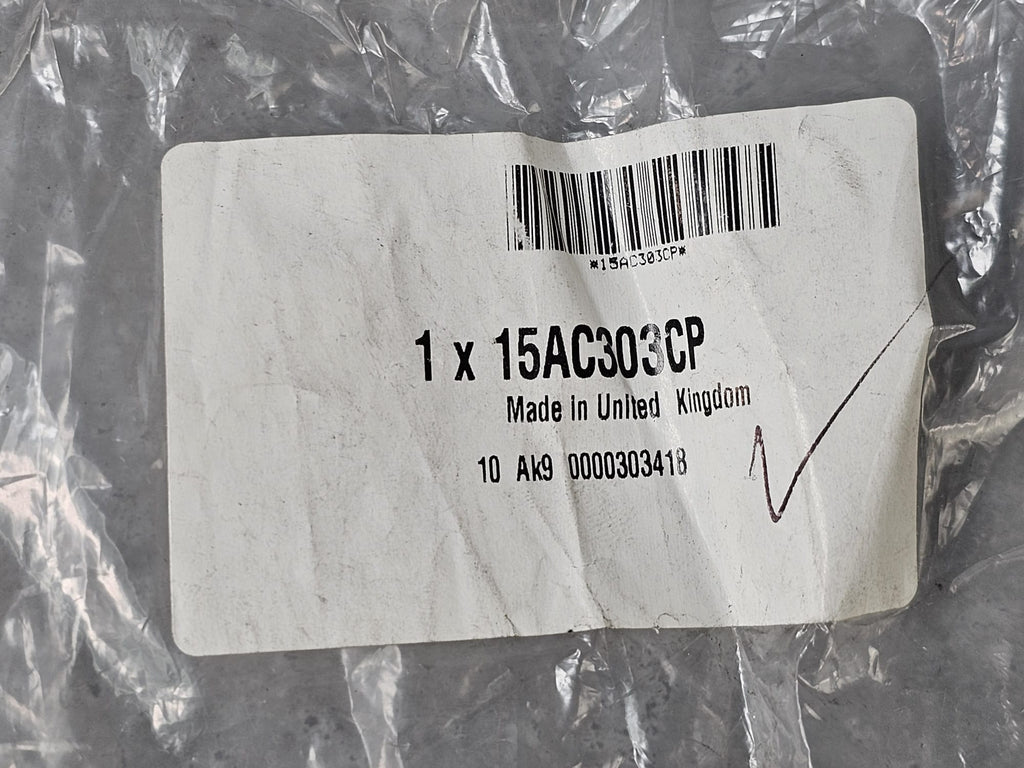 *15AC303CP*
1 x 15AC303CP
Made in United Kingdom
10 Ak9 0000303418